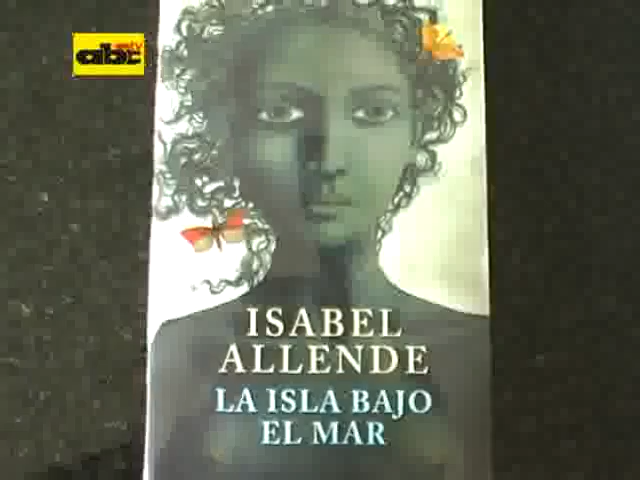 abc
ISABEL
ALLENDE
LA ISLA BAJO
EL MAR